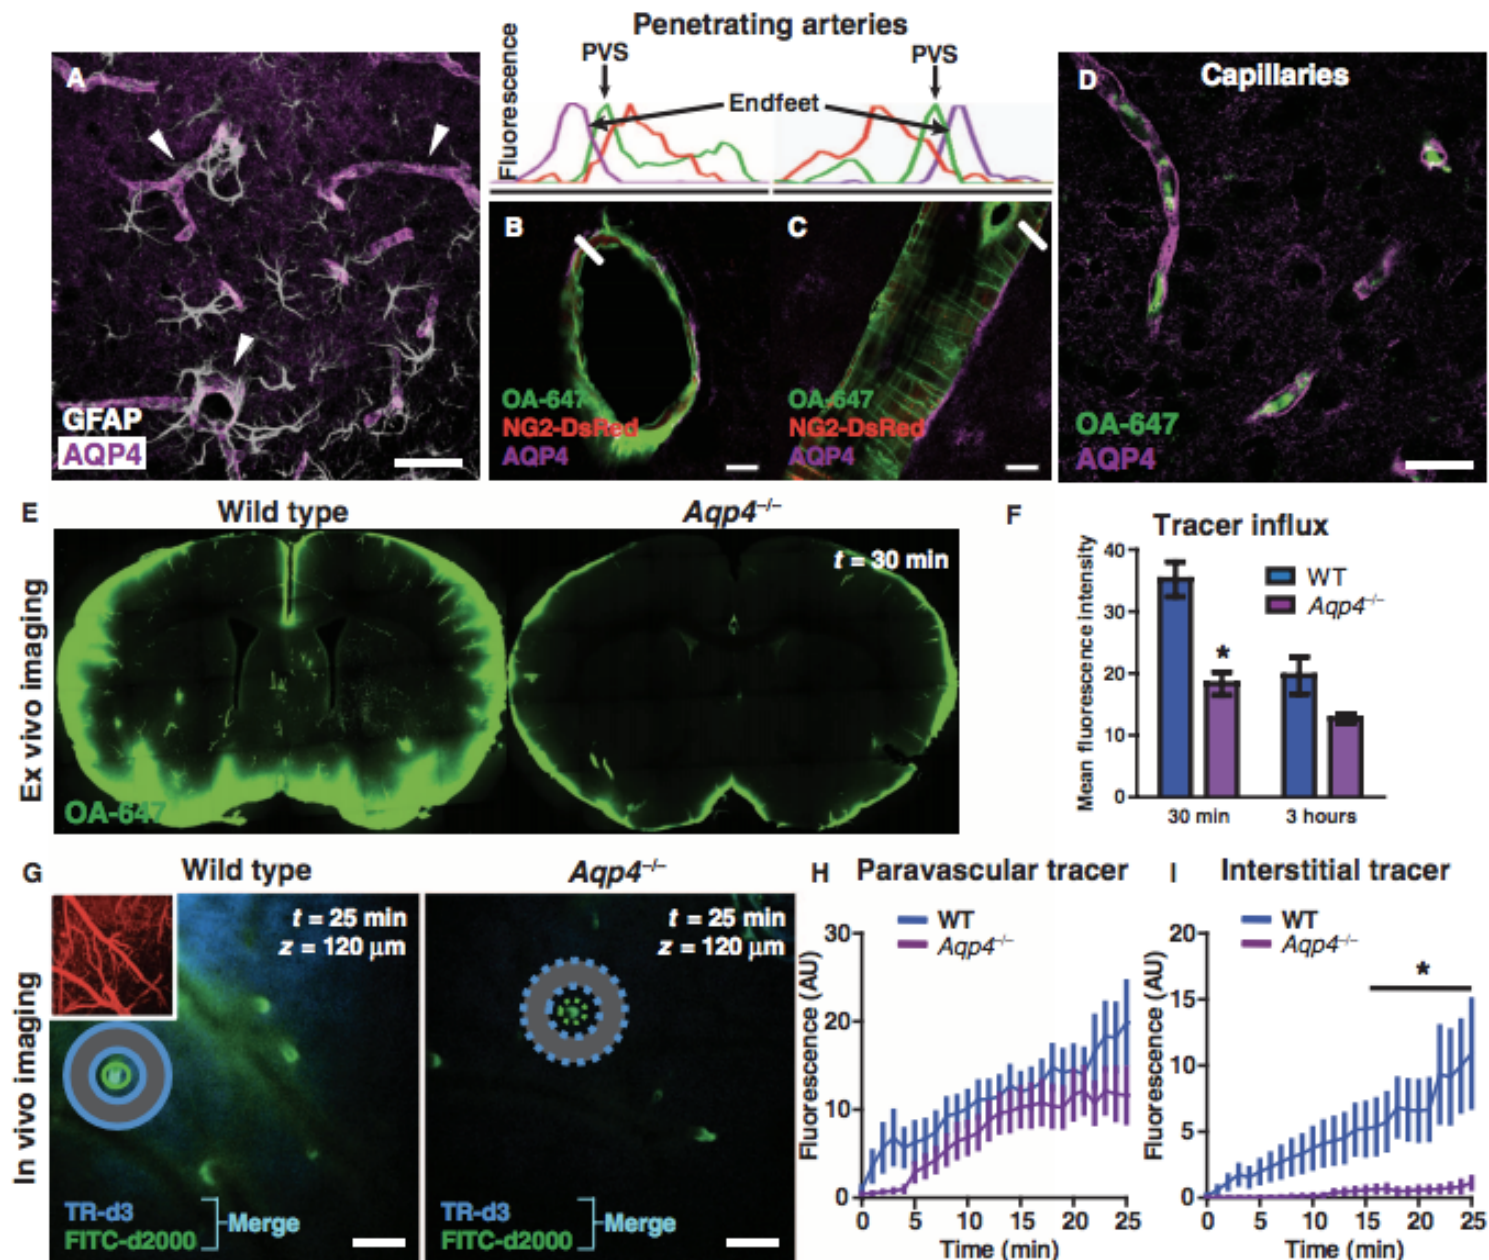 Penetrating arteries
Fluorescence
PVS
PVS
Endfeet
A
GFAP
AQP4
B
OA-647
NG2-DsRed
AQP4
C
OA-647
NG2-DsRed
AQP4
D
Capillaries
OA-647
AQP4
E
Wild type
Aqp4–/–
Ex vivo imaging
t = 30 min
OA-647
F
Tracer influx
Mean fluorescence intensity
40
30
20
10
0
WT
Aqp4–/–
*
30 min
3 hours
G
Wild type
Aqp4–/–
In vivo imaging
t = 25 min
z = 120 μm
TR-d3
FITC-d2000
Merge
t = 25 min
z = 120 μm
TR-d3
FITC-d2000
Merge
H
Paravascular tracer
WT
Aqp4–/–
Fluorescence (AU)
30
20
10
0
0 5 10 15 20 25
Time (min)
I
Interstitial tracer
WT
Aqp4–/–
*
Fluorescence (AU)
20
15
10
5
0
0 5 10 15 20 25
Time (min)